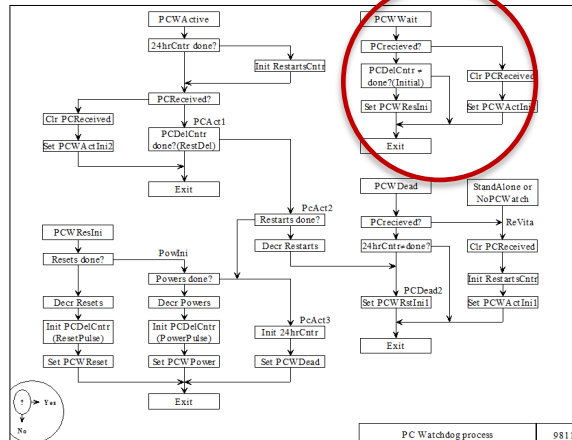 PCWActive
24hrCntr done?
Init RestartsCntr
PCReceived?
Clr PCReceived
Set PCWActIni2
PCAct1
PCDelCntr
done?(RestDel)
Exit
PCWWait
PCrecieved?
PCDelCntr ≠
done?(Initial)
Set PCWResIni
Clr PCReceived
Set PCWActIni
Exit
PcAct2
Restarts done?
Decr Restarts
PCWDead
PCrecieved?
24hrCntr≠done?
PCDead2
Set PCWRstIni1
Exit
StandAlone or
NoPCWatch
ReVita
Clr PCReceived
Init RestartsCntr
Set PCWActIni1
PCWResIni
Resets done?
Decr Resets
Init PCDelCntr
(ResetPulse)
Set PCWReset
PowIni
Powers done?
Decr Powers
Init PCDelCntr
(PowerPulse)
Set PCWPower
PcAct3
Init 24hrCntr
Set PCWDead
Exit
? Yes
No
PC Watchdog process
9811